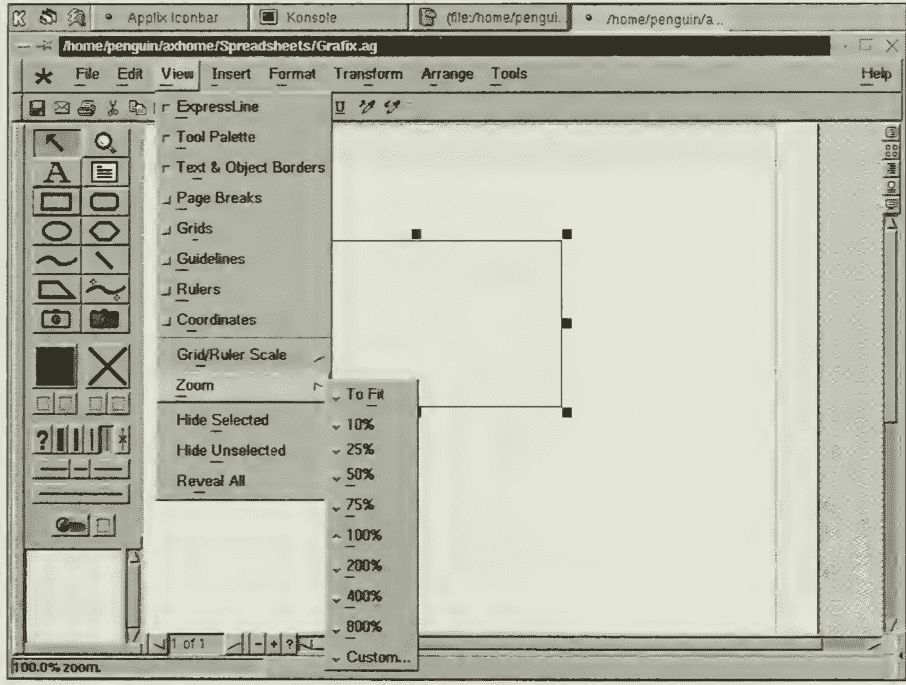 Applix Iconbar
Konsole
(file:/home/pengui.
/home/penguin/a...
/home/penguin/axhome/Spreadsheets/Grafix.ag
File Edit View Insert Format Transform Arrange Tools Help
ExpressLine
Tool Palette
Text & Object Borders
Page Breaks
Grids
Guidelines
Rulers
Coordinates
Grid/Ruler Scale
Zoom
Hide Selected
Hide Unselected
Reveal All
To Fit
10%
25%
50%
75%
100%
200%
400%
800%
Custom...
U
A
?
1 of 1
- + ?
100.0% zoom.